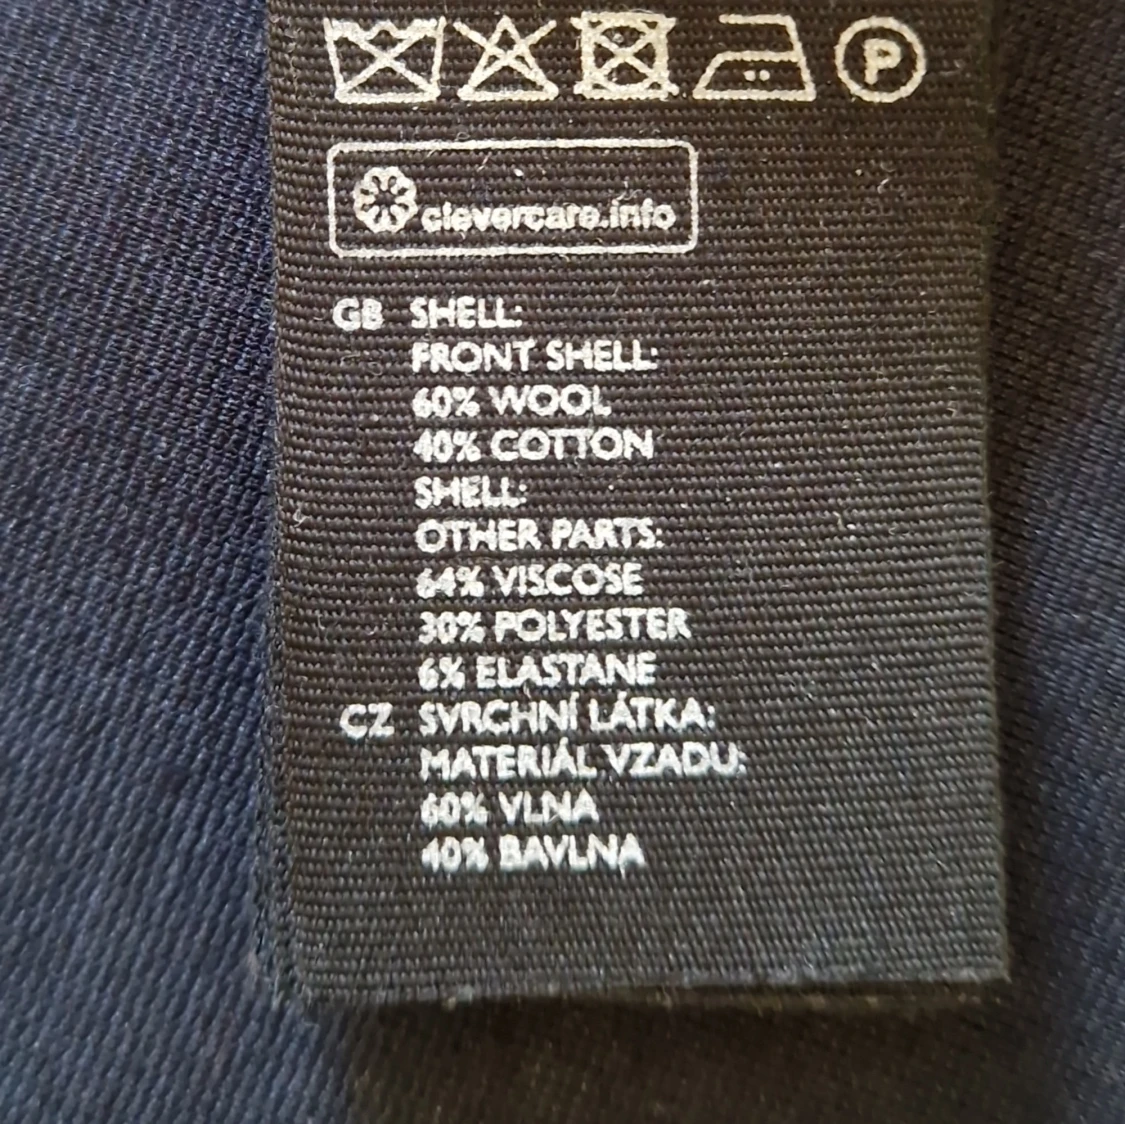 P
clevercare.info
GB SHELL:
FRONT SHELL:
60% WOOL
40% COTTON
SHELL:
OTHER PARTS:
64% VISCOSE
30% POLYESTER
6% ELASTANE
CZ SVRCHNÍ LÁTKA:
MATERIÁL VZADU:
60% VLNA
40% BAVLNA